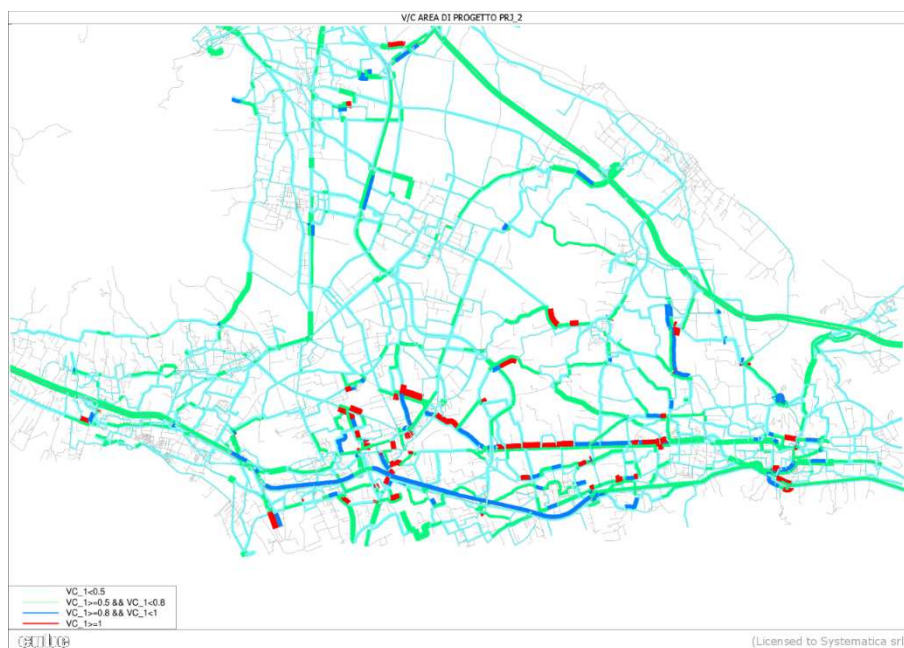 V/C AREA DI PROGETTO PRJ_2
VC_1<0.5
VC_1>=0.5 && VC_1<0.8
VC_1>=0.8 && VC_1<1
VC_1>=1
(Licensed to Systematica srl